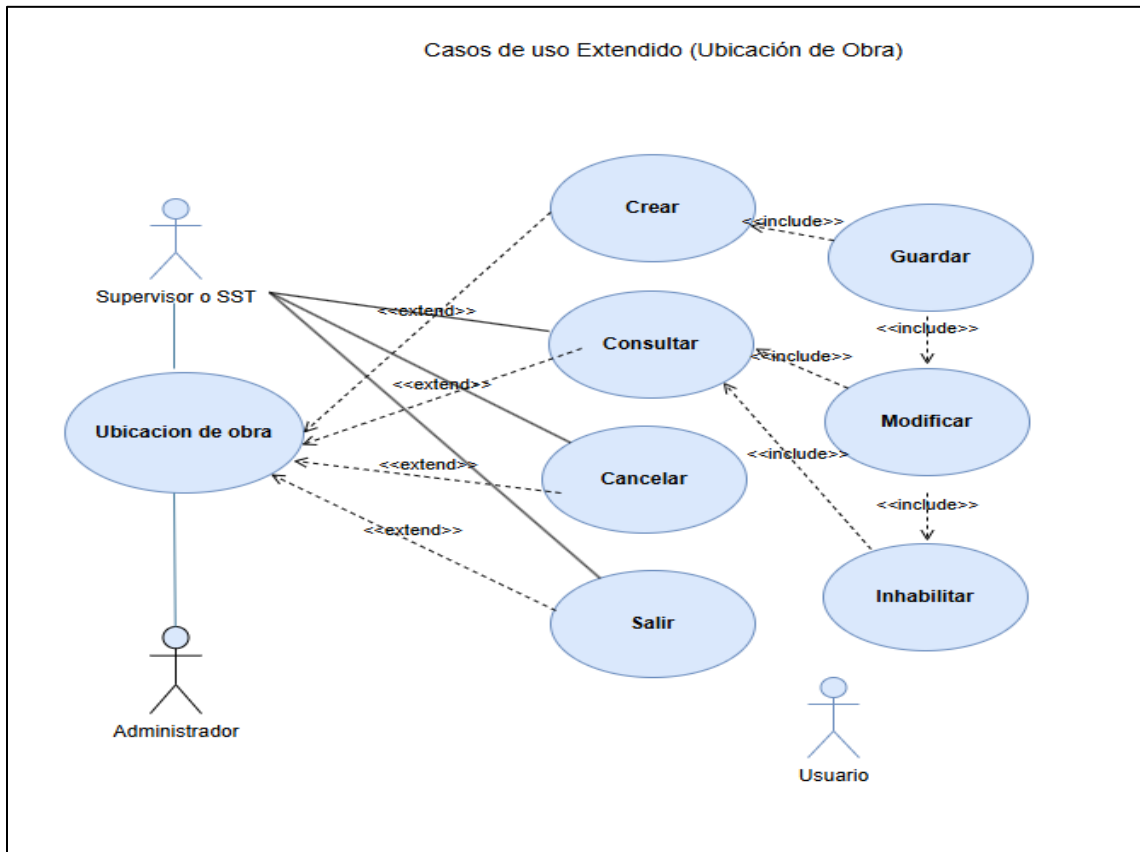 Casos de uso Extendido (Ubicación de Obra)
Crear
<<include>>
Guardar
Supervisor o SST
<<extend>>
<<include>>
Consultar
<<include>>
<<extend>>
Modificar
Ubicacion de obra
<<include>>
<<extend>>
Cancelar
<<include>>
<<extend>>
Inhabilitar
Salir
Administrador
Usuario